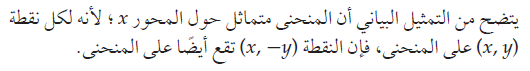 يتضح من التمثيل البياني أن المنحنى متماثل حول المحور x ؛ لأنه لكل نقطة
(x, y) على المنحنى، فإن النقطة (x, −y) تقع أيضًا على المنحنى.